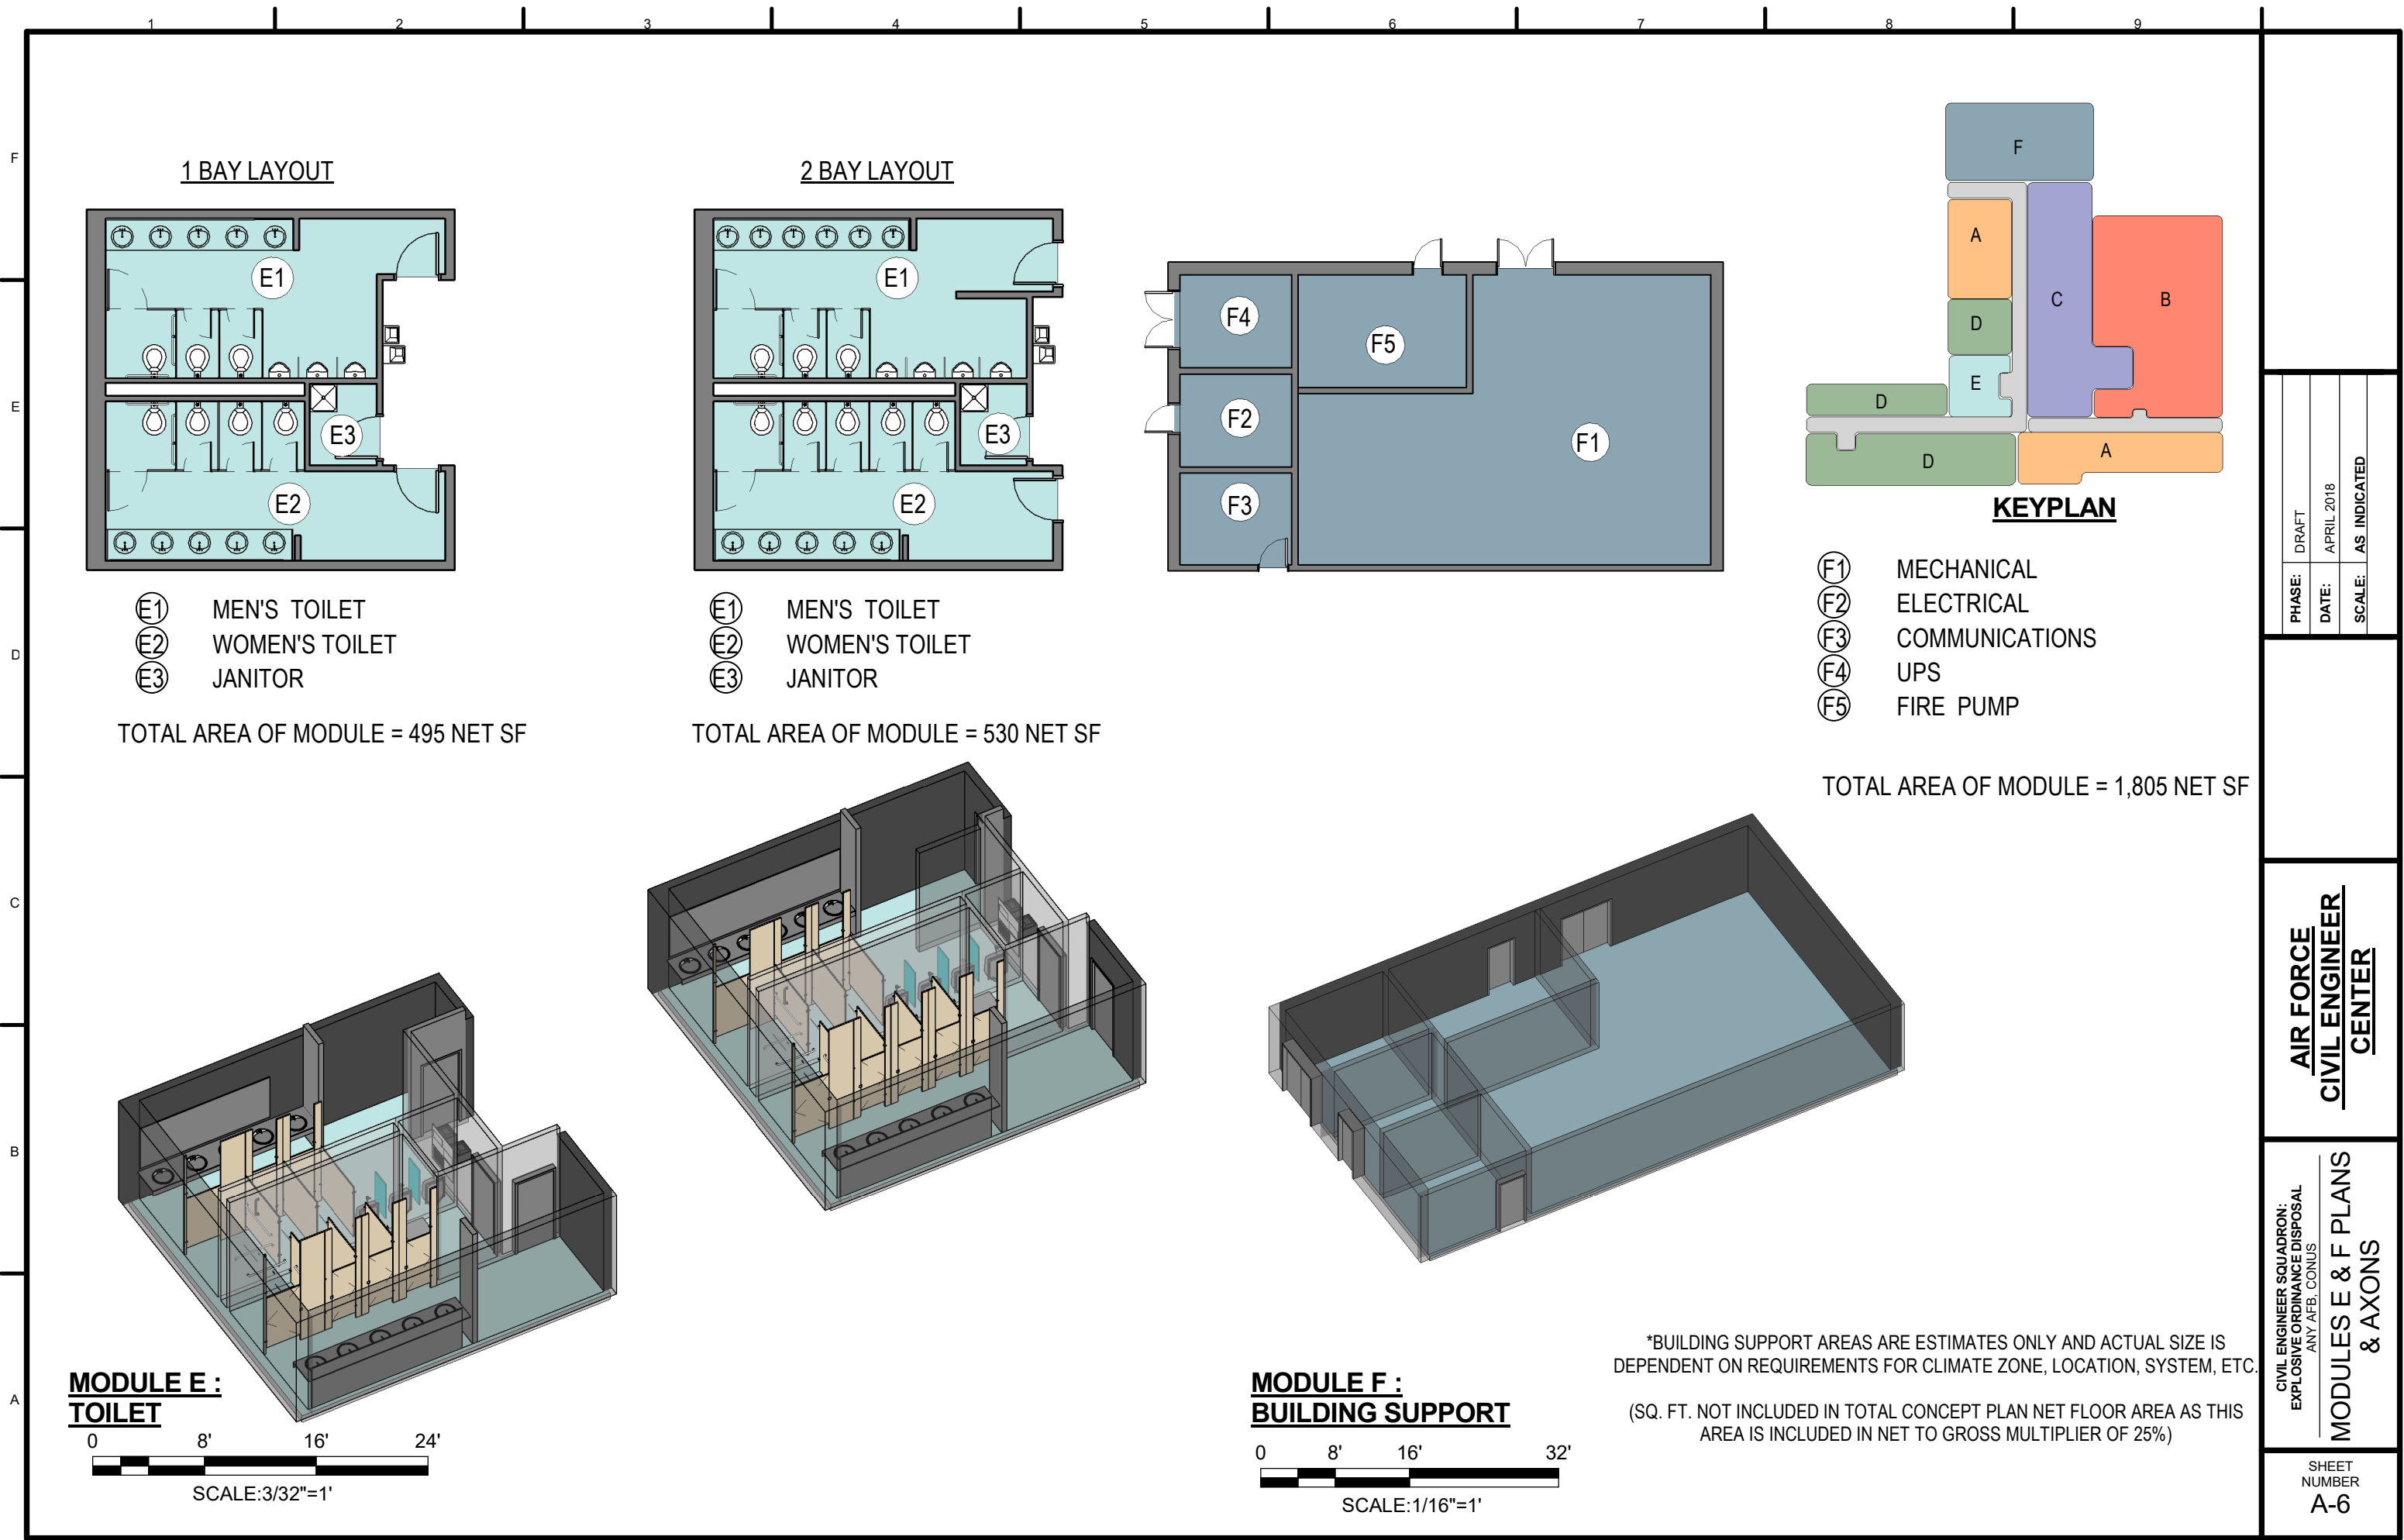 1 2 3 4 5 6 7 8 9
F
E
D
C
B
A
1 BAY LAYOUT
E1
E3
E2
E1 MEN'S TOILET
E2 WOMEN'S TOILET
E3 JANITOR
TOTAL AREA OF MODULE = 495 NET SF
2 BAY LAYOUT
E1
E3
E2
E1 MEN'S TOILET
E2 WOMEN'S TOILET
E3 JANITOR
TOTAL AREA OF MODULE = 530 NET SF
F4
F5
F2
F1
F3
F
A
C
B
D
E
D
A
D
KEYPLAN
F1 MECHANICAL
F2 ELECTRICAL
F3 COMMUNICATIONS
F4 UPS
F5 FIRE PUMP
TOTAL AREA OF MODULE = 1,805 NET SF
MODULE E :
TOILET
0 8' 16' 24'
SCALE:3/32"=1'
MODULE F :
BUILDING SUPPORT
0 8' 16' 32'
SCALE:1/16"=1'
*BUILDING SUPPORT AREAS ARE ESTIMATES ONLY AND ACTUAL SIZE IS
DEPENDENT ON REQUIREMENTS FOR CLIMATE ZONE, LOCATION, SYSTEM, ETC.
(SQ. FT. NOT INCLUDED IN TOTAL CONCEPT PLAN NET FLOOR AREA AS THIS
AREA IS INCLUDED IN NET TO GROSS MULTIPLIER OF 25%)
PHASE: DRAFT
DATE: APRIL 2018
SCALE: AS INDICATED
AIR FORCE
CIVIL ENGINEER
CENTER
CIVIL ENGINEER SQUADRON:
EXPLOSIVE ORDINANCE DISPOSAL
ANY AFB, CONUS
MODULES E & F PLANS
& AXONS
SHEET
NUMBER
A-6